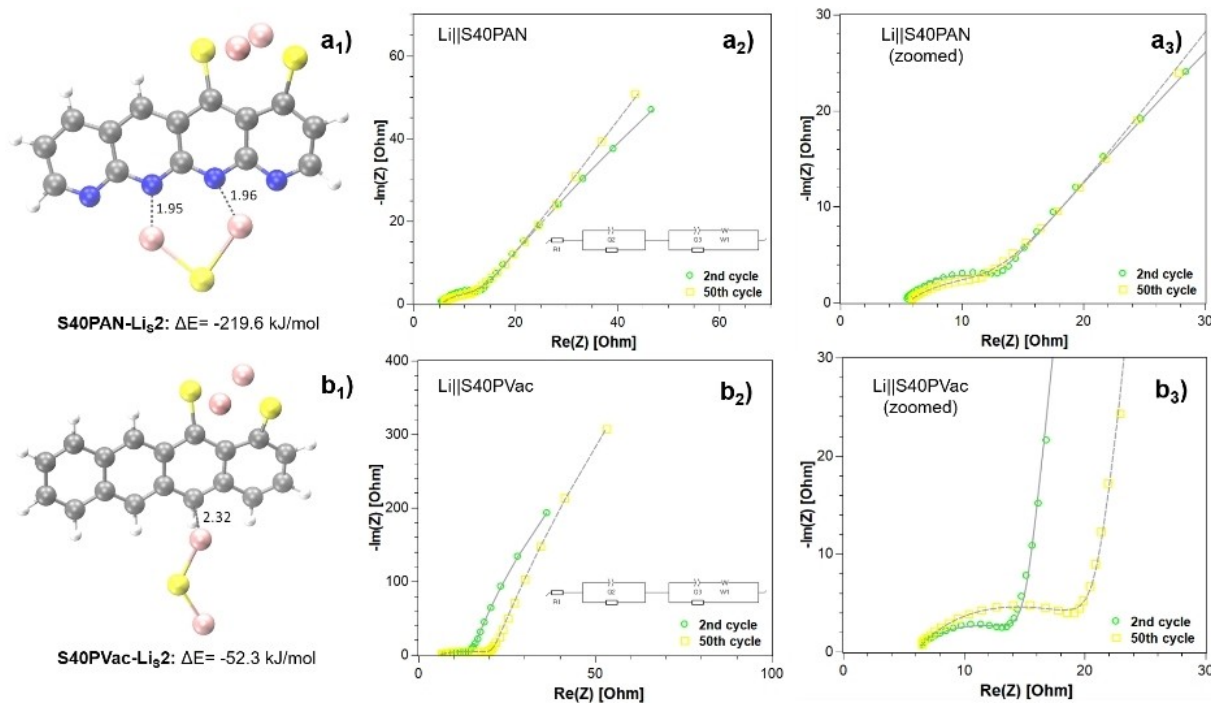 a1)
1.95
1.96
S40PAN-LiS2: ΔE= -219.6 kJ/mol
Li||S40PAN
a2)
-Im(Z) [Ohm]
60
40
20
0
0
20
40
60
Re(Z) [Ohm]
R1
Q2
Q3
W1
2nd cycle
50th cycle
Li||S40PAN
(zoomed)
a3)
-Im(Z) [Ohm]
30
20
10
0
0
10
20
30
Re(Z) [Ohm]
2nd cycle
50th cycle
b1)
2.32
S40PVac-LiS2: ΔE= -52.3 kJ/mol
Li||S40PVac
b2)
-Im(Z) [Ohm]
400
300
200
100
0
0
50
100
Re(Z) [Ohm]
R1
Q2
Q3
W1
2nd cycle
50th cycle
Li||S40PVac
(zoomed)
b3)
-Im(Z) [Ohm]
30
20
10
0
0
10
20
30
Re(Z) [Ohm]
2nd cycle
50th cycle